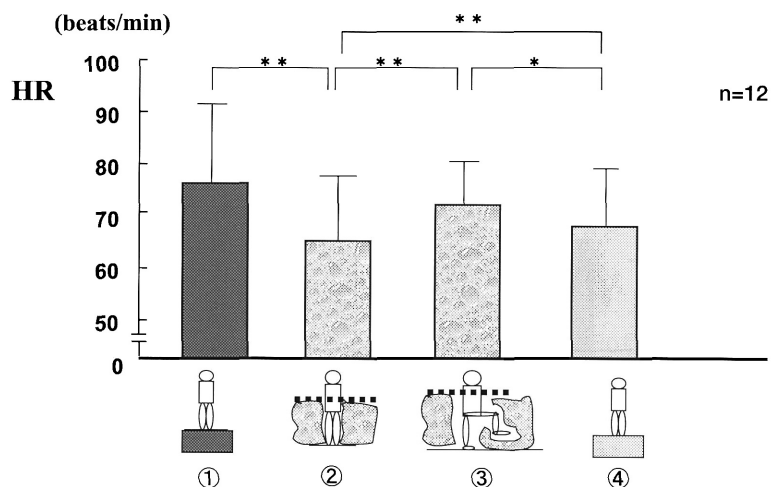 (beats/min)
HR
100
90
80
70
60
50
0
**
** ** *
n=12
① ② ③ ④